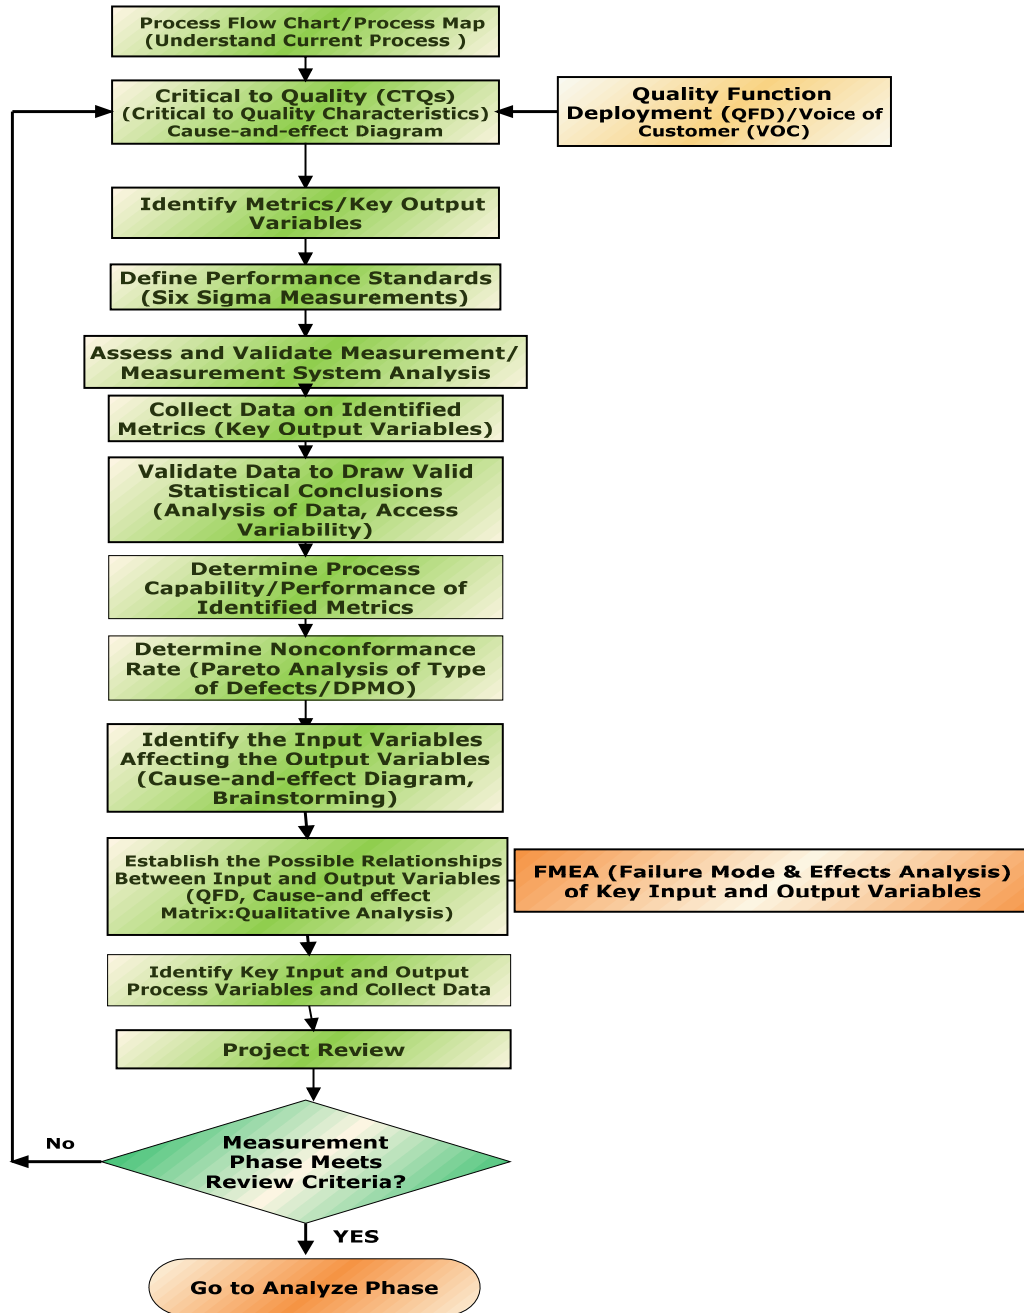 Process Flow Chart/Process Map
(Understand Current Process )
Critical to Quality (CTQs)
(Critical to Quality Characteristics)
Cause-and-effect Diagram
Quality Function
Deployment (QFD)/Voice of
Customer (VOC)
Identify Metrics/Key Output
Variables
Define Performance Standards
(Six Sigma Measurements)
Assess and Validate Measurement/
Measurement System Analysis
Collect Data on Identified
Metrics (Key Output Variables)
Validate Data to Draw Valid
Statistical Conclusions
(Analysis of Data, Access
Variability)
Determine Process
Capability/Performance of
Identified Metrics
Determine Nonconformance
Rate (Pareto Analysis of Type
of Defects/DPMO)
Identify the Input Variables
Affecting the Output Variables
(Cause-and-effect Diagram,
Brainstorming)
Establish the Possible Relationships
Between Input and Output Variables
(QFD, Cause-and effect
Matrix:Qualitative Analysis)
FMEA (Failure Mode & Effects Analysis)
of Key Input and Output Variables
Identify Key Input and Output
Process Variables and Collect Data
Project Review
Measurement
Phase Meets
Review Criteria?
No
YES
Go to Analyze Phase